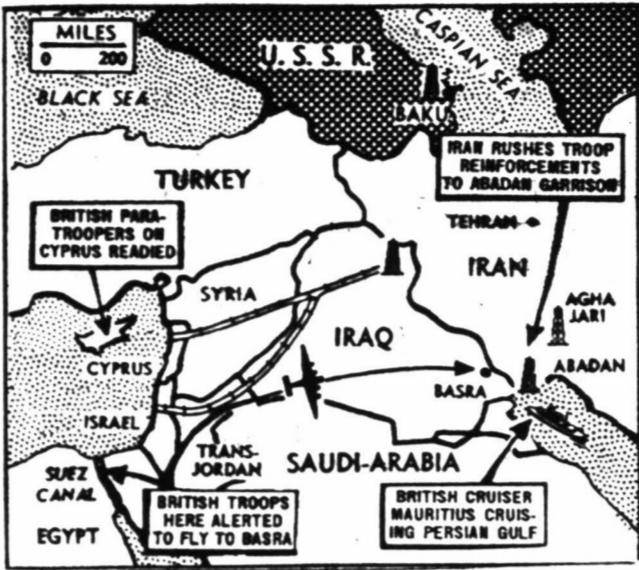 MILES
0 200
BLACK SEA
U.S.S.R.
CASPIAN SEA
BAKU
IRAN RUSHES TROOP
REINFORCEMENTS
TO ABADAN GARRISON
TURKEY
BRITISH PARA-
TROOPERS ON
CYPRUS READIED
TEHRAN
IRAN
SYRIA
AGHA
JARI
IRAQ
CYPRUS
ABADAN
BASRA
ISRAEL
TRANS-
JORDAN
SAUDI-ARABIA
SUEZ
CANAL
EGYPT
BRITISH TROOPS
HERE ALERTED
TO FLY TO BASRA
BRITISH CRUISER
MAURITIUS CRUIS-
ING PERSIAN GULF